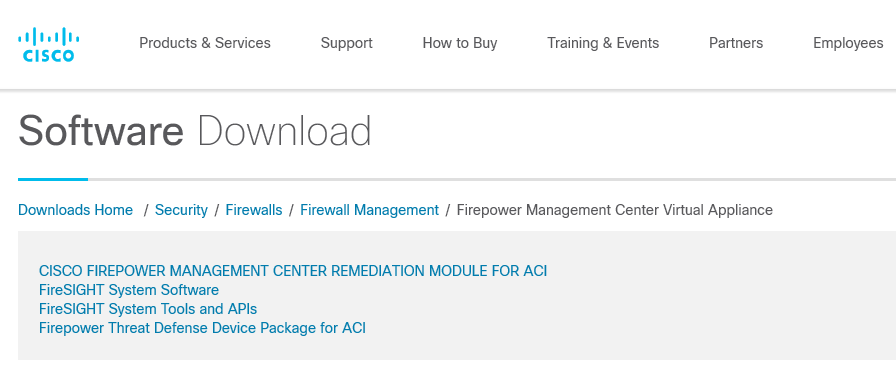 CISCO
Products & Services Support How to Buy Training & Events Partners Employees
Software Download
Downloads Home / Security / Firewalls / Firewall Management / Firepower Management Center Virtual Appliance
CISCO FIREPOWER MANAGEMENT CENTER REMEDIATION MODULE FOR ACI
FireSIGHT System Software
FireSIGHT System Tools and APIs
Firepower Threat Defense Device Package for ACI